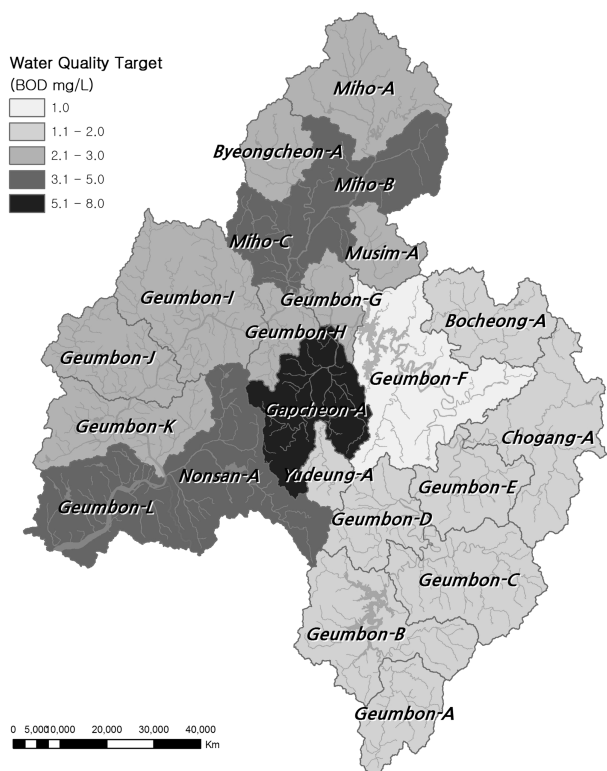 Water Quality Target
(BOD mg/L)
1.0
1.1 - 2.0
2.1 - 3.0
3.1 - 5.0
5.1 - 8.0
Miho-A
Byeongcheon-A
Miho-B
Miho-C
Musim-A
Geumbon-I
Geumbon-G
Bocheong-A
Geumbon-H
Geumbon-J
Geumbon-F
Gapcheon-A
Geumbon-K
Chogang-A
Nonsan-A
Yudeung-A
Geumbon-E
Geumbon-L
Geumbon-D
Geumbon-C
Geumbon-B
Geumbon-A
0 5,000 10,000 20,000 30,000 40,000
Km